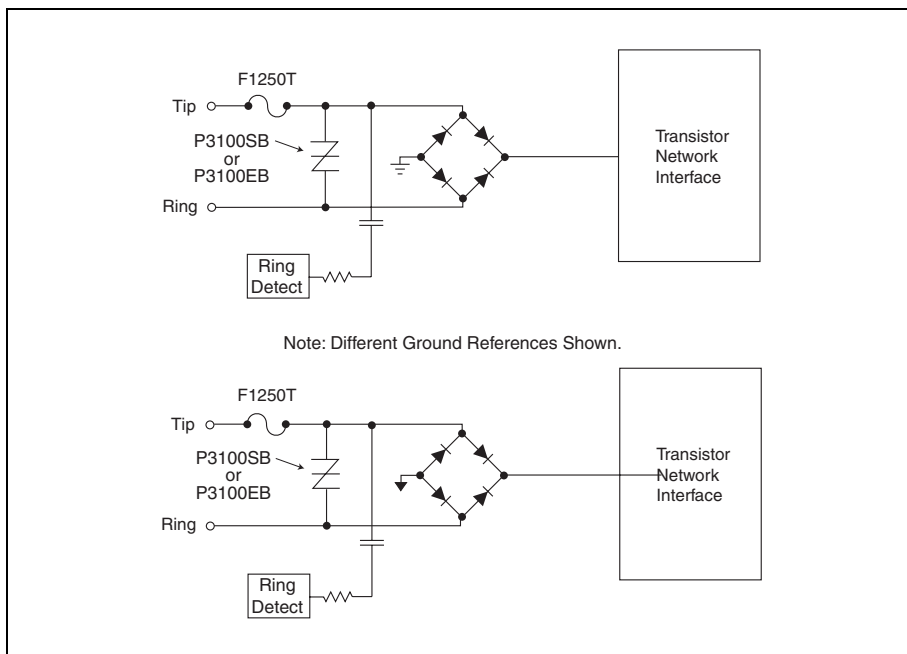 F1250T
Tip
P3100SB
or
P3100EB
Ring
Ring
Detect
Transistor
Network
Interface
Note: Different Ground References Shown.
F1250T
Tip
P3100SB
or
P3100EB
Ring
Ring
Detect
Transistor
Network
Interface